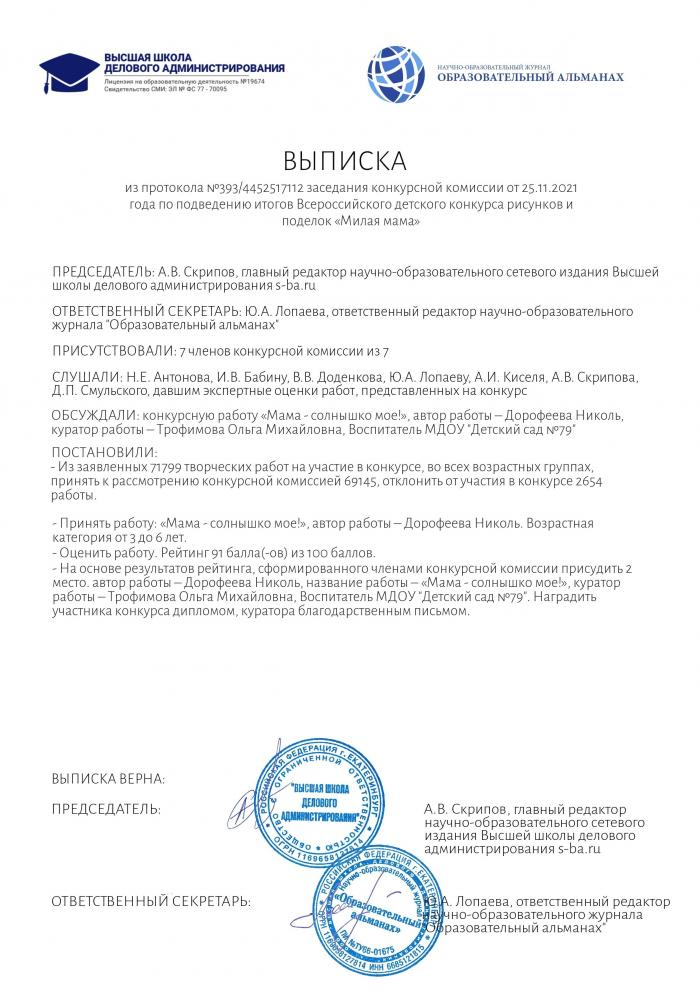 ВЫСШАЯ ШКОЛА
ДЕЛОВОГО АДМИНИСТРИРОВАНИЯ
Лицензия на образовательную деятельность №19674
Свидетельство СМИ: ЭЛ № ФС 77 - 70095
НАУЧНО-ОБРАЗОВАТЕЛЬНЫЙ ЖУРНАЛ
ОБРАЗОВАТЕЛЬНЫЙ АЛЬМАНАХ
ВЫПИСКА
из протокола №393/4452517112 заседания конкурсной комиссии от 25.11.2021
года по подведению итогов Всероссийского детского конкурса рисунков и
поделок «Милая мама»
ПРЕДСЕДАТЕЛЬ: А.В. Скрипов, главный редактор научно-образовательного сетевого издания Высшей
школы делового администрирования s-ba.ru
ОТВЕТСТВЕННЫЙ СЕКРЕТАРЬ: Ю.А. Лопаева, ответственный редактор научно-образовательного
журнала "Образовательный альманах"
ПРИСУТСТВОВАЛИ: 7 членов конкурсной комиссии из 7
СЛУШАЛИ: Н.Е. Антонова, И.В. Бабину, В.В. Доденкова, Ю.А. Лопаеву, А.И. Киселя, А.В. Скрипова,
Д.П. Смульского, давшим экспертные оценки работ, представленных на конкурс
ОБСУЖДАЛИ: конкурсную работу «Мама - солнышко мое!», автор работы – Дорофеева Николь,
куратор работы – Трофимова Ольга Михайловна, Воспитатель МДОУ "Детский сад №79"
ПОСТАНОВИЛИ:
- Из заявленных 71799 творческих работ на участие в конкурсе, во всех возрастных группах,
принять к рассмотрению конкурсной комиссией 69145, отклонить от участия в конкурсе 2654
работы.
- Принять работу: «Мама - солнышко мое!», автор работы – Дорофеева Николь. Возрастная
категория от 3 до 6 лет.
- Оценить работу. Рейтинг 91 балла(-ов) из 100 баллов.
- На основе результатов рейтинга, сформированного членами конкурсной комиссии присудить 2
место. автор работы – Дорофеева Николь, название работы – «Мама - солнышко мое!», куратор
работы – Трофимова Ольга Михайловна, Воспитатель МДОУ "Детский сад №79". Наградить
участника конкурса дипломом, куратора благодарственным письмом.
ВЫПИСКА ВЕРНА:
ПРЕДСЕДАТЕЛЬ:
РОССИЙСКАЯ ФЕДЕРАЦИЯ г. ЕКАТЕРИНБУРГ
ОБЩЕСТВО С ОГРАНИЧЕННОЙ ОТВЕТСТВЕННОСТЬЮ
"ВЫСШАЯ ШКОЛА
ДЕЛОВОГО
АДМИНИСТРИРОВАНИЯ"
ОГРН 1169658127814
А.В. Скрипов, главный редактор
научно-образовательного сетевого
издания Высшей школы делового
администрирования s-ba.ru
ОТВЕТСТВЕННЫЙ СЕКРЕТАРЬ:
РОССИЙСКАЯ ФЕДЕРАЦИЯ г. ЕКАТЕРИНБУРГ
Научно-образовательный журнал
«Образовательный
альманах»
ПИ №ТУ66-01675
ОГРН 1169658127814 ИНН 6685121075
Ю.А. Лопаева, ответственный редактор
научно-образовательного журнала
"Образовательный альманах"